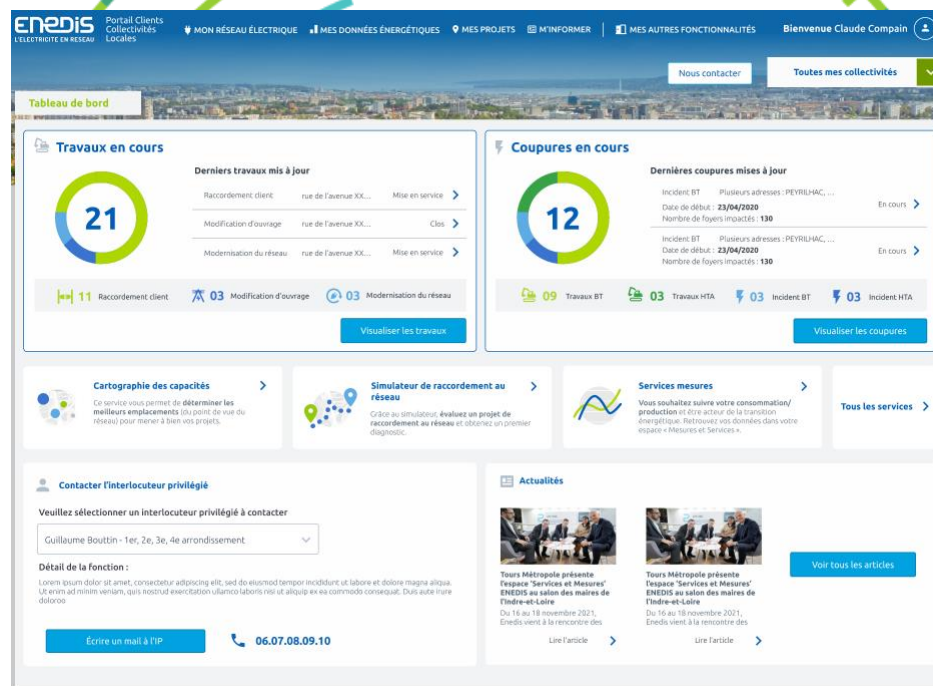 ENEDIS
L'ELECTRICITE EN RESEAU
Portail Clients
Collectivités
Locales
MON RÉSEAU ÉLECTRIQUE
MES DONNÉES ÉNERGÉTIQUES
MES PROJETS
M'INFORMER
MES AUTRES FONCTIONNALITÉS
Bienvenue Claude Compain
Nous contacter
Toutes mes collectivités
Tableau de bord
Travaux en cours
21
Derniers travaux mis à jour
Raccordement client rue de l'avenue XX... Mise en service
Modification d'ouvrage rue de l'avenue XX... Clos
Modernisation du réseau rue de l'avenue XX... Mise en service
11 Raccordement client
03 Modification d'ouvrage
03 Modernisation du réseau
Visualiser les travaux
Coupures en cours
12
Dernières coupures mises à jour
Incident BT Plusieurs adresses : PEYRILHAC, ...
Date de début : 23/04/2020
Nombre de foyers impactés : 130
En cours
Incident BT Plusieurs adresses : PEYRILHAC, ...
Date de début : 23/04/2020
Nombre de foyers impactés : 130
En cours
09 Travaux BT
03 Travaux HTA
03 Incident BT
03 Incident HTA
Visualiser les coupures
Cartographie des capacités
Ce service vous permet de déterminer les
meilleurs emplacements (du point de vue du
réseau) pour mener à bien vos projets.
Simulateur de raccordement au
réseau
Grâce au simulateur, évaluez un projet de
raccordement au réseau et obtenez un premier
diagnostic.
Services mesures
Vous souhaitez suivre votre consommation/
production et être acteur de la transition
énergétique. Retrouvez vos données dans votre
espace « Mesures et Services ».
Tous les services
Contacter l'interlocuteur privilégié
Veuillez sélectionner un interlocuteur privilégié à contacter
Guillaume Bouttin - 1er, 2e, 3e, 4e arrondissement
Détail de la fonction :
Lorem ipsum dolor sit amet, consectetur adipiscing elit, sed do eiusmod tempor incididunt ut labore et dolore magna aliqua.
Ut enim ad minim veniam, quis nostrud exercitation ullamco laboris nisi ut aliquip ex ea commodo consequat. Duis aute irure
doloroo
Écrire un mail à l'IP
06.07.08.09.10
Actualités
Tours Métropole présente
l'espace 'Services et Mesures'
ENEDIS au salon des maires de
l'Indre-et-Loire
Du 16 au 18 novembre 2021,
Enedis vient à la rencontre des
Lire l'article
Tours Métropole présente
l'espace 'Services et Mesures'
ENEDIS au salon des maires de
l'Indre-et-Loire
Du 16 au 18 novembre 2021,
Enedis vient à la rencontre des
Lire l'article
Voir tous les articles